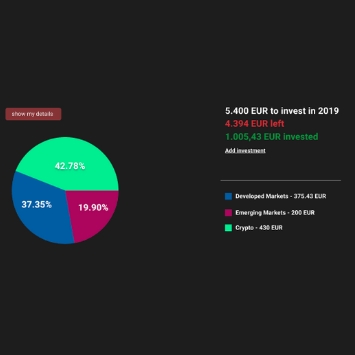 5.400 EUR to invest in 2019
show my details
4.394 EUR left
1.005,43 EUR invested
Add investment
42.78%
37.35%
19.90%
Developed Markets - 375.43 EUR
Emerging Markets - 200 EUR
Crypto - 430 EUR